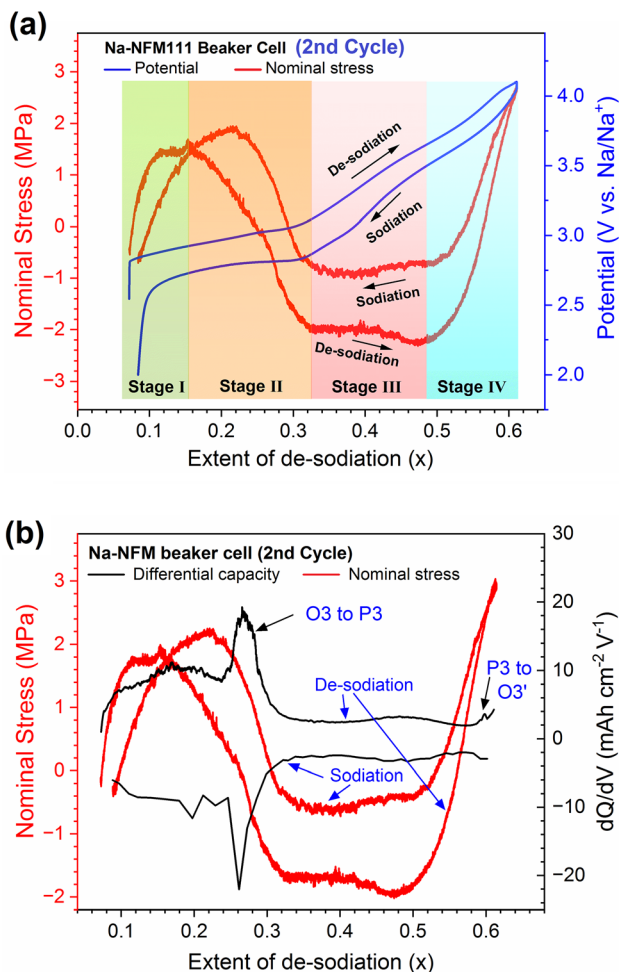 (a)
Na-NFM111 Beaker Cell (2nd Cycle)
Potential
Nominal stress
Nominal Stress (MPa)
3
2
1
0
−1
−2
−3
De-sodiation
Sodiation
Sodiation
De-sodiation
Stage I
Stage II
Stage III
Stage IV
4.0
3.5
3.0
2.5
2.0
Potential (V vs. Na/Na+)
0.0 0.1 0.2 0.3 0.4 0.5 0.6
Extent of de-sodiation (x)
(b)
Na-NFM beaker cell (2nd Cycle)
Differential capacity
Nominal stress
Nominal Stress (MPa)
3
2
1
0
−1
−2
O3 to P3
P3 to
O3'
De-sodiation
Sodiation
30
20
10
0
−10
−20
dQ/dV (mAh cm−2 V−1)
0.1 0.2 0.3 0.4 0.5 0.6
Extent of de-sodiation (x)